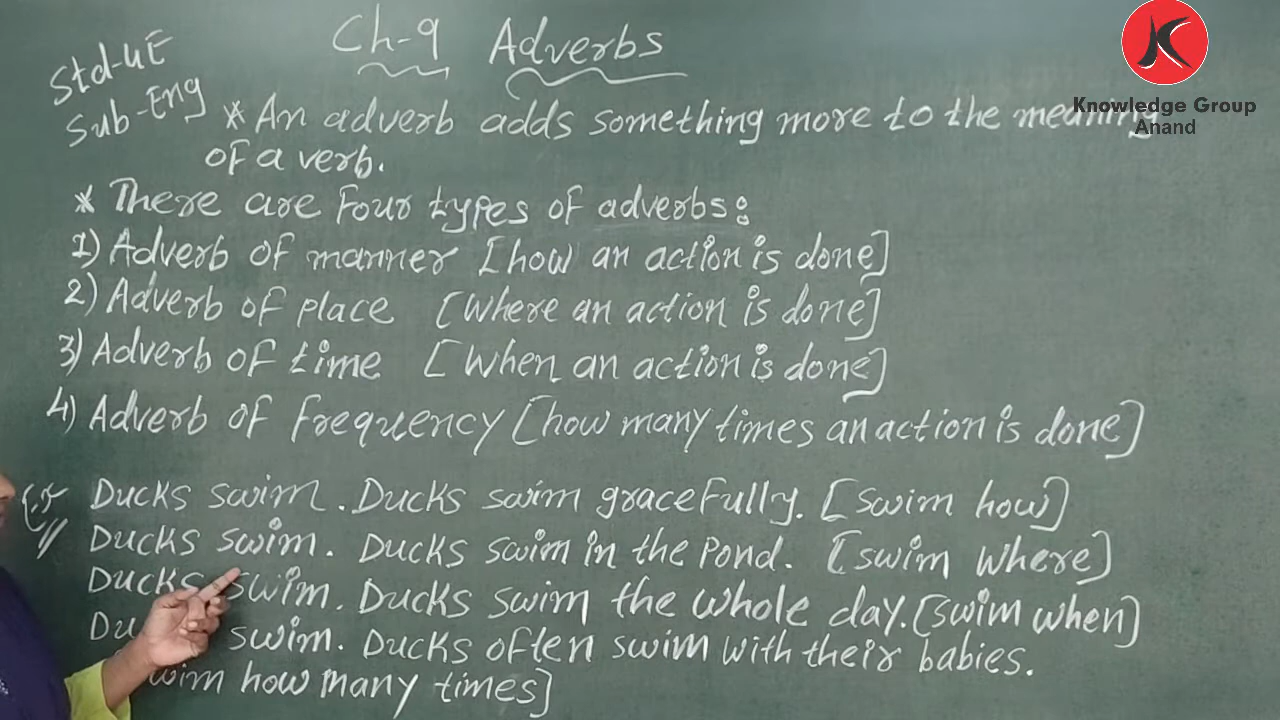 Ch-9 Adverbs
Std-4E
Sub-Eng
* An adverb adds something more to the meaning
of a verb.
* There are Four types of adverbs:
1) Adverb of manner [how an action is done]
2) Adverb of place [Where an action is done]
3) Adverb of time [When an action is done]
4) Adverb of Frequency [how many times an action is done]
Ducks swim. Ducks swim graceFully. [swim how]
Ducks swim. Ducks swim in the Pond. [swim where]
Ducks swim. Ducks swim the whole day. [swim when]
swim. Ducks often swim with their babies.
how many times]
K
Knowledge Group
Anand